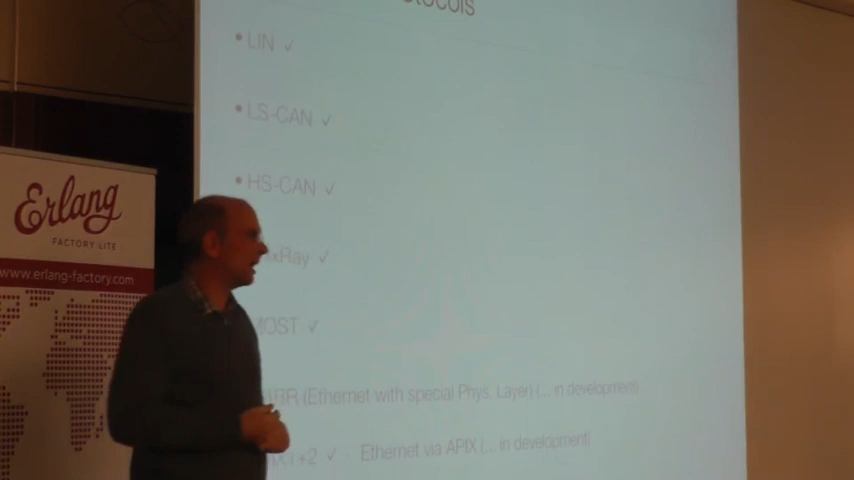 • LIN ✓
• LS-CAN ✓
• HS-CAN ✓
Erlang
FACTORY LITE
www.erlang-factory.com
✓
MOST ✓
(Ethernet with special Phys. Layer) (... in development)
+2 ✓ - Ethernet via APIX (... in development)